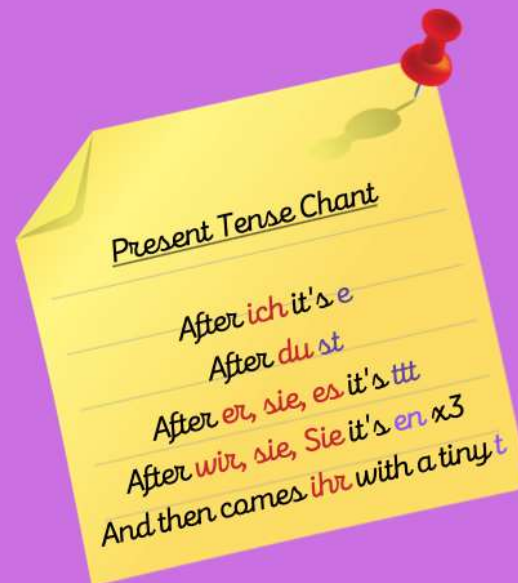 Present Tense Chant
After ich it's e
After du st
After er, sie, es it's ttt
After wir, sie, Sie it's en x3
And then comes ihr with a tiny t